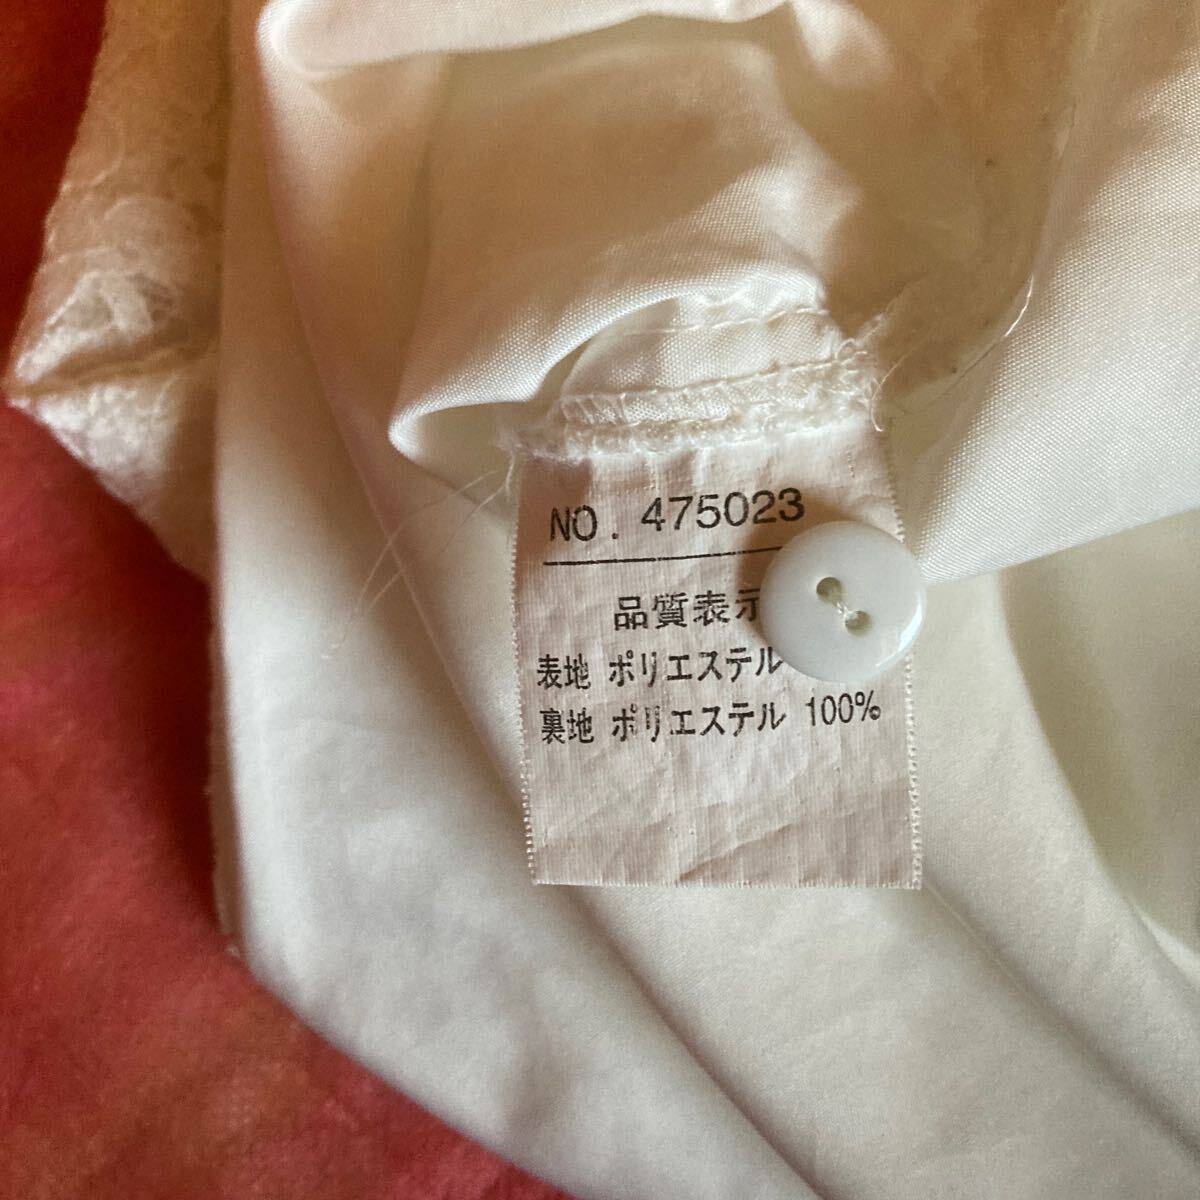 NO. 475023
品質表示
表地 ポリエステル
裏地 ポリエステル 100%